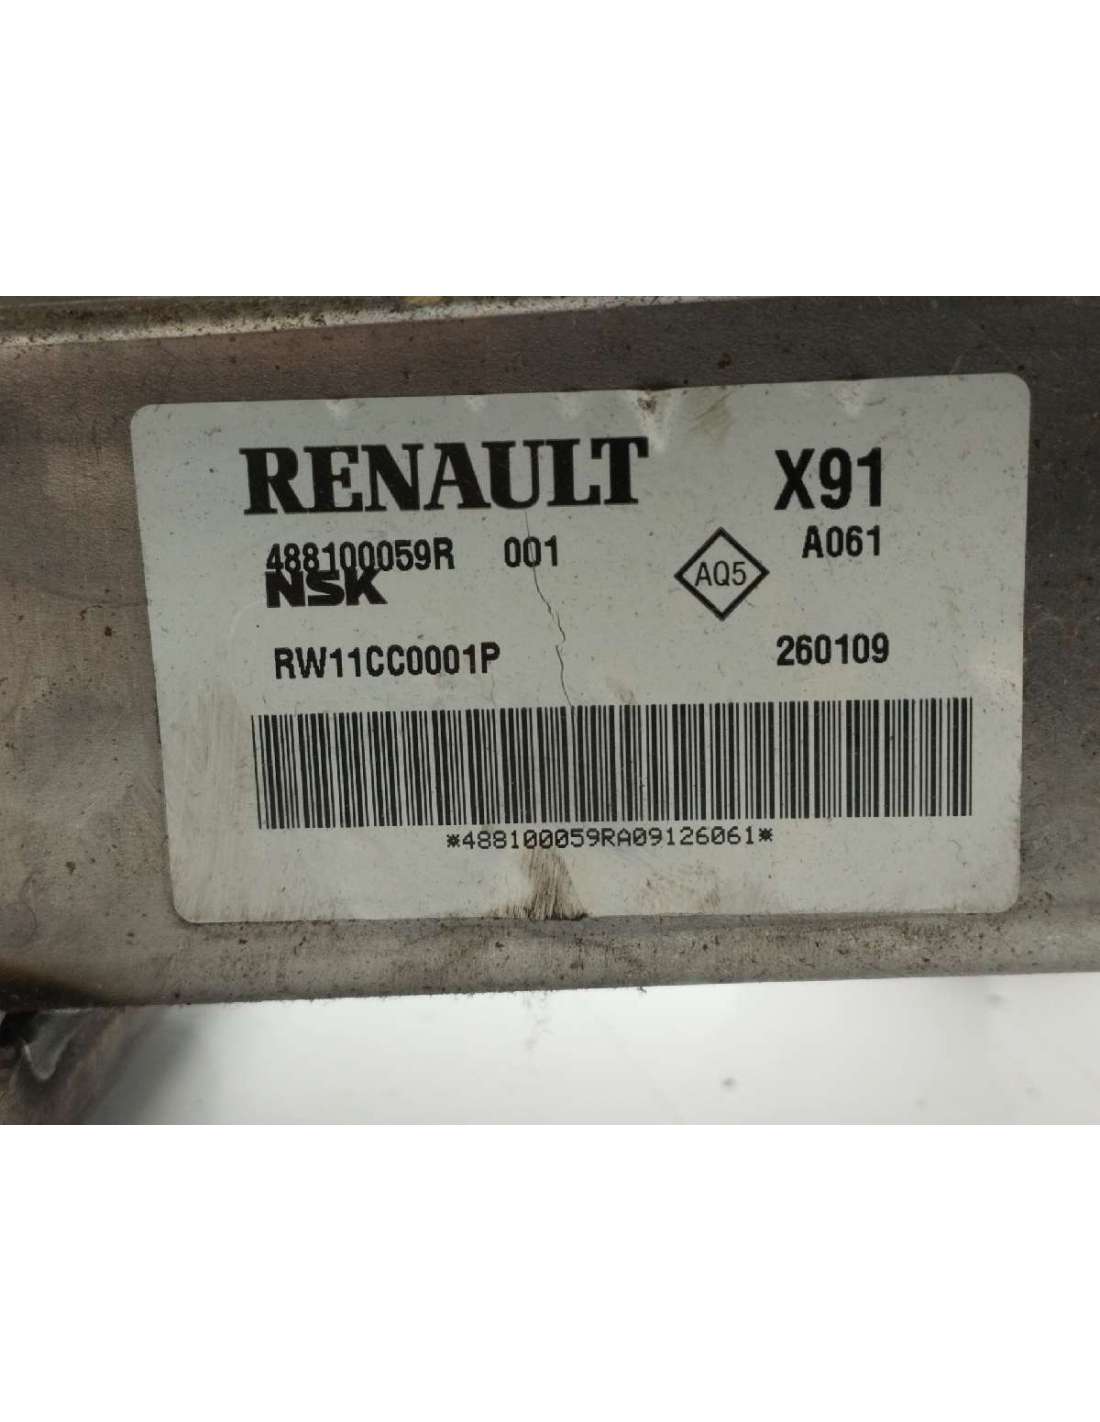 RENAULT X91
488100059R 001 AQ5 A061
NSK
RW11CC0001P 260109
*488100059RA09126061*